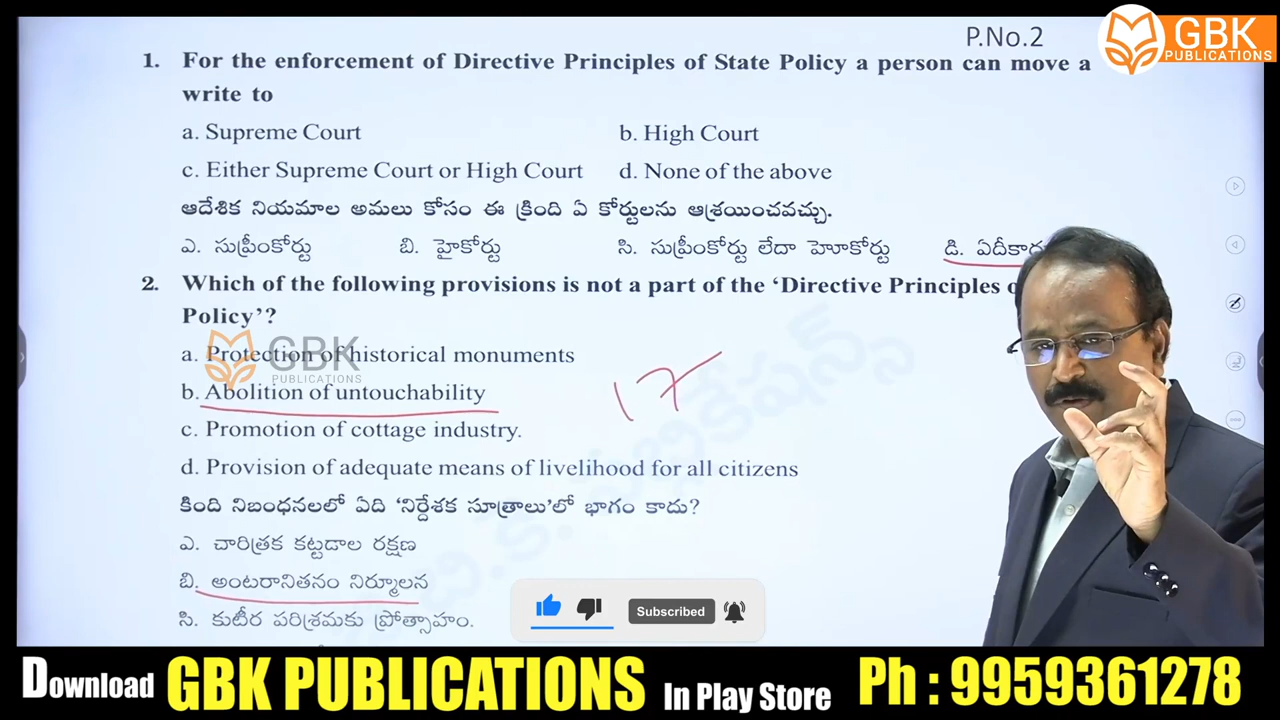 P.No.2
GBK
PUBLICATIONS
1. For the enforcement of Directive Principles of State Policy a person can move a
write to
a. Supreme Court b. High Court
c. Either Supreme Court or High Court d. None of the above
ఆదేశిక నియమాల అమలు కోసం ఈ క్రింది ఏ కోర్టులను ఆశ్రయించవచ్చు.
ఎ. సుప్రీంకోర్టు బి. హైకోర్టు సి. సుప్రీంకోర్టు లేదా హెూకోర్టు డి.
2. Which of the following provisions is not a part of the ‘Directive Principles
Policy’?
GBK
PUBLICATIONS
a. Protection of historical monuments
b. Abolition of untouchability
17
c. Promotion of cottage industry.
d. Provision of adequate means of livelihood for all citizens
కింది నిబంధనలలో ఏది ‘నిర్దేశక సూత్రాలు’లో భాగం కాదు?
ఎ. చారిత్రక కట్టడాల రక్షణ
బి. అంటరానితనం నిర్మూలన
సి. కుటీర పరిశ్రమకు ప్రోత్సాహం.
Subscribed
Download GBK PUBLICATIONS In Play Store Ph : 9959361278